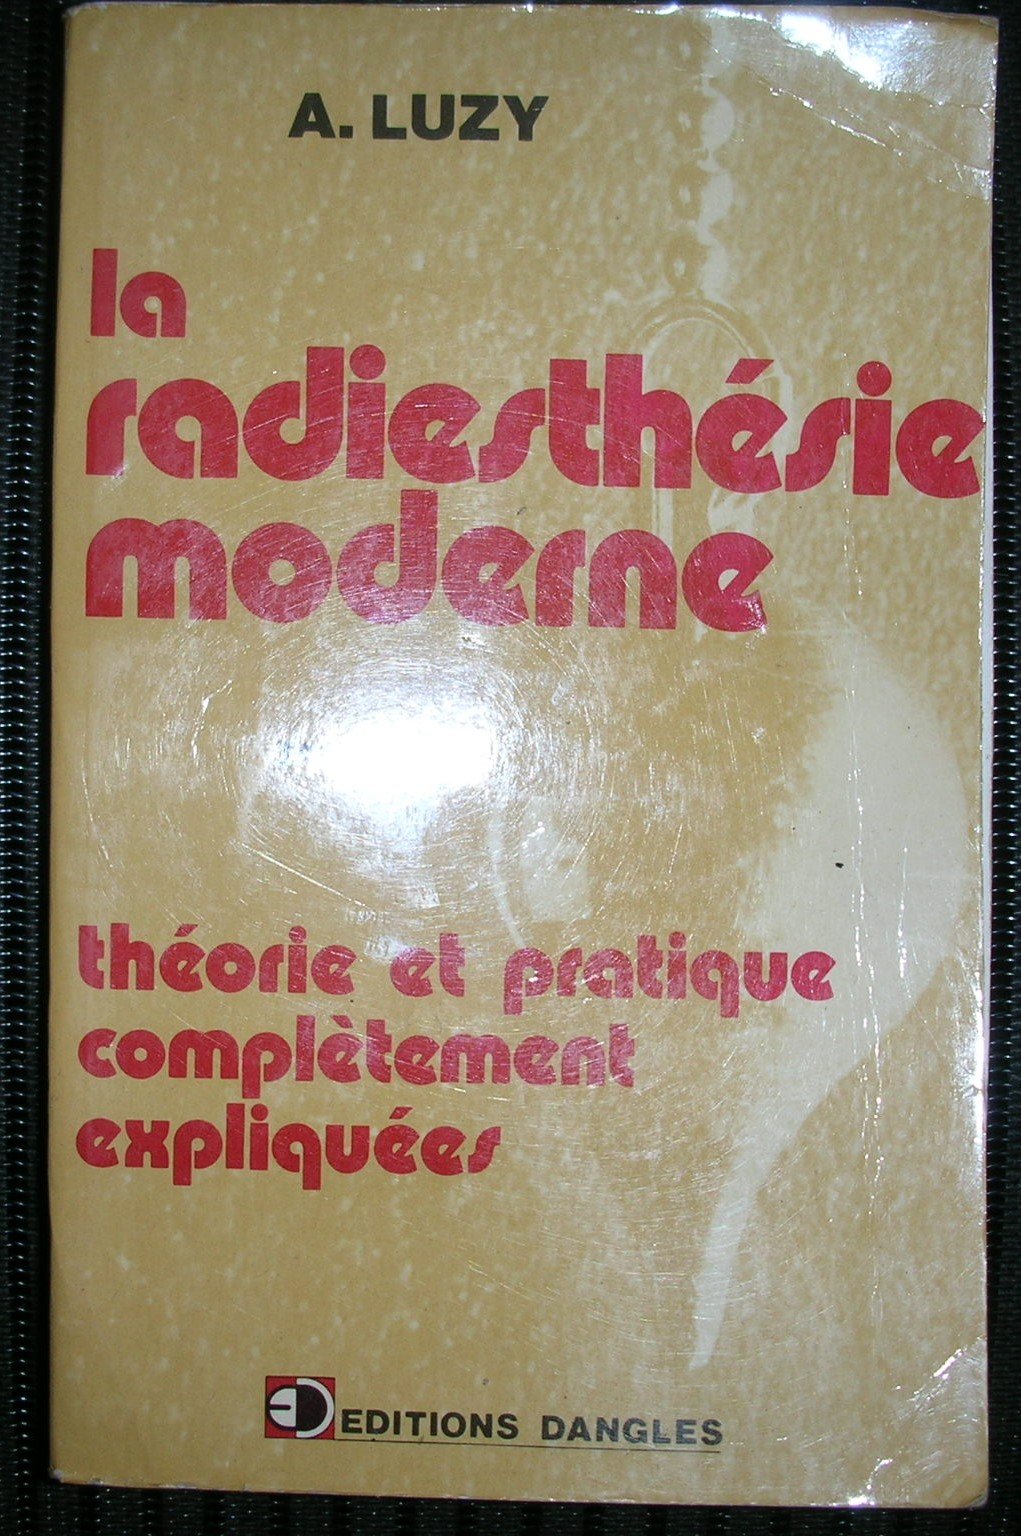 A. LUZY
la
radiesthésie
moderne
théorie et pratique
complètement
expliquées
EDITIONS DANGLES